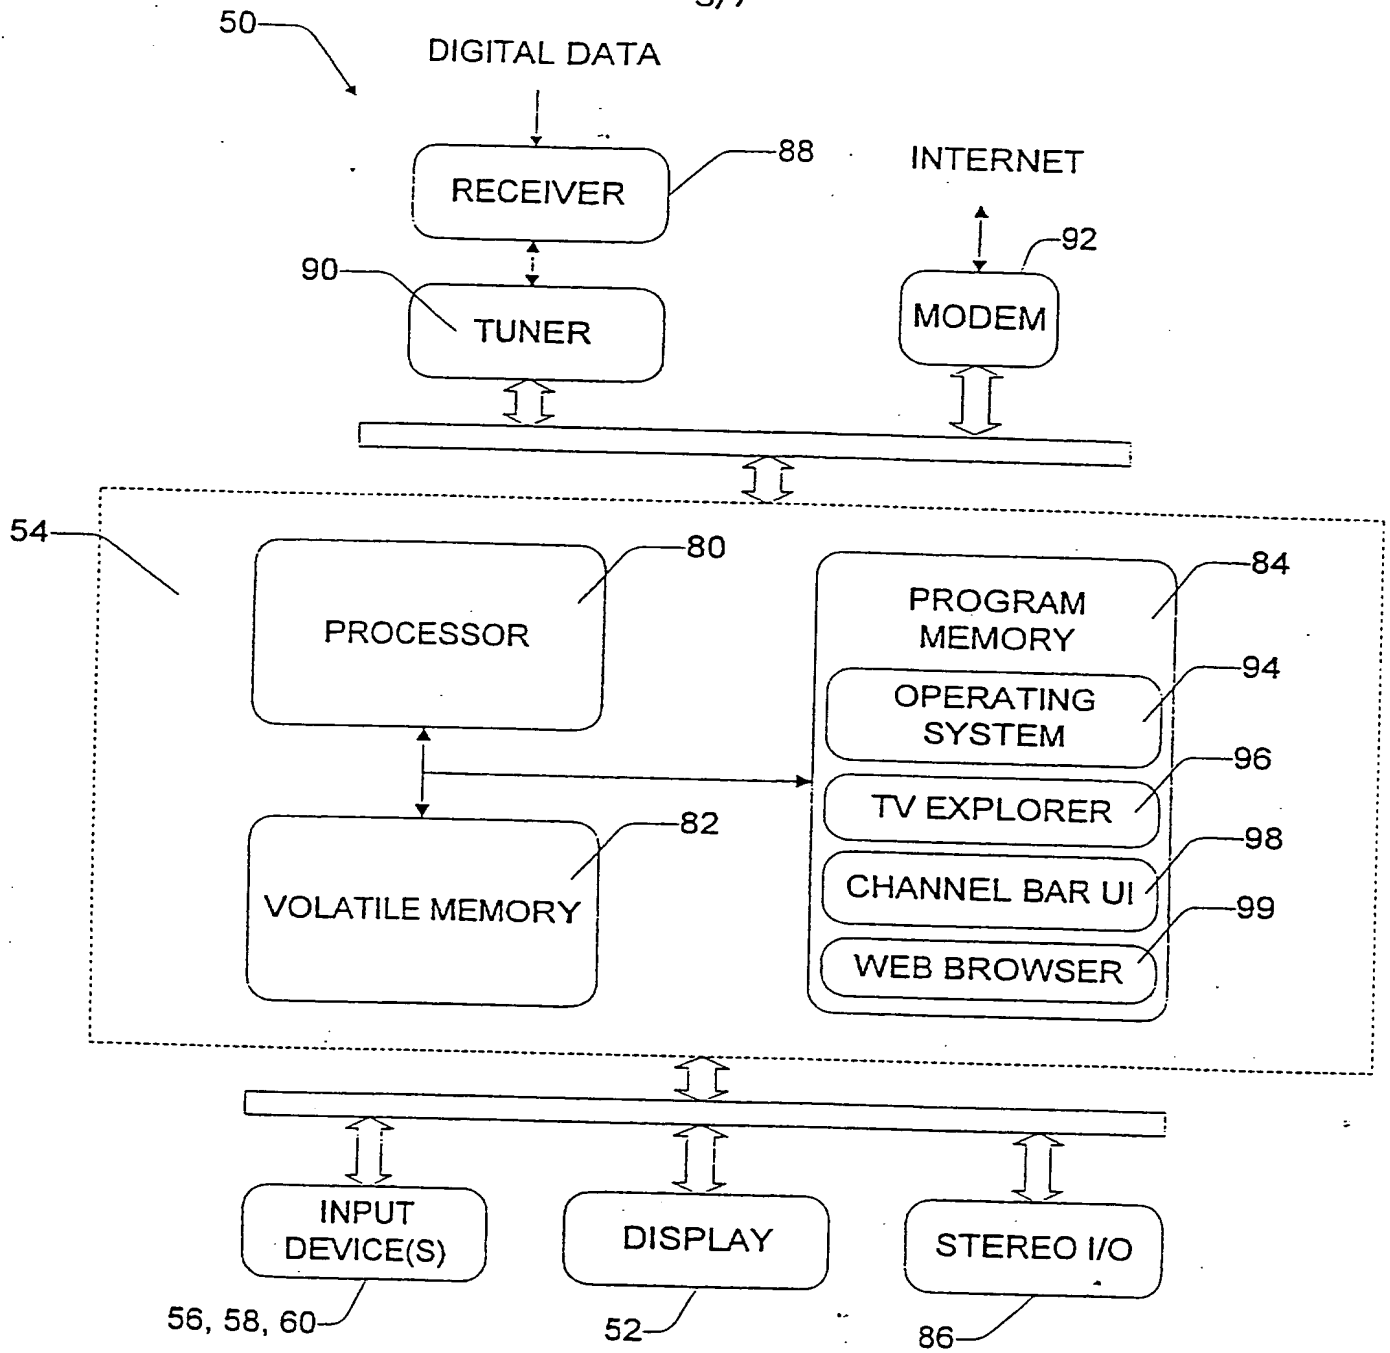 50
DIGITAL DATA
RECEIVER
88
INTERNET
90
TUNER
92
MODEM
54
PROCESSOR
80
PROGRAM
MEMORY
84
OPERATING
SYSTEM
94
TV EXPLORER
96
VOLATILE MEMORY
82
CHANNEL BAR UI
98
WEB BROWSER
99
INPUT
DEVICE(S)
DISPLAY
STEREO I/O
56, 58, 60
52
86